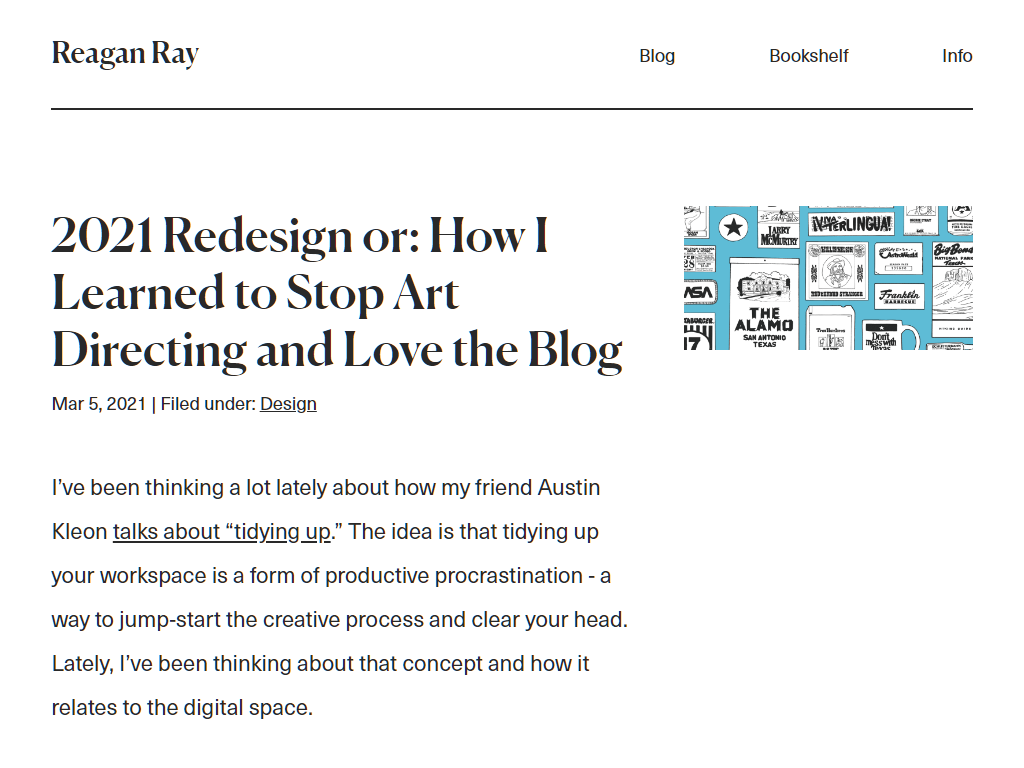 Reagan Ray
Blog
Bookshelf
Info
2021 Redesign or: How I
Learned to Stop Art
Directing and Love the Blog
Mar 5, 2021 | Filed under: Design
¡VIVA
TERLINGUA!
LARRY
McMURTRY
AstroWorld
Big Bend
NATIONAL PARK
Texas
RED HEADED STRANGER
Franklin
BARBECUE
THE
ALAMO
SAN ANTONIO
TEXAS
Don't
mess with
TEXAS
17
I’ve been thinking a lot lately about how my friend Austin
Kleon talks about “tidying up.” The idea is that tidying up
your workspace is a form of productive procrastination - a
way to jump-start the creative process and clear your head.
Lately, I’ve been thinking about that concept and how it
relates to the digital space.